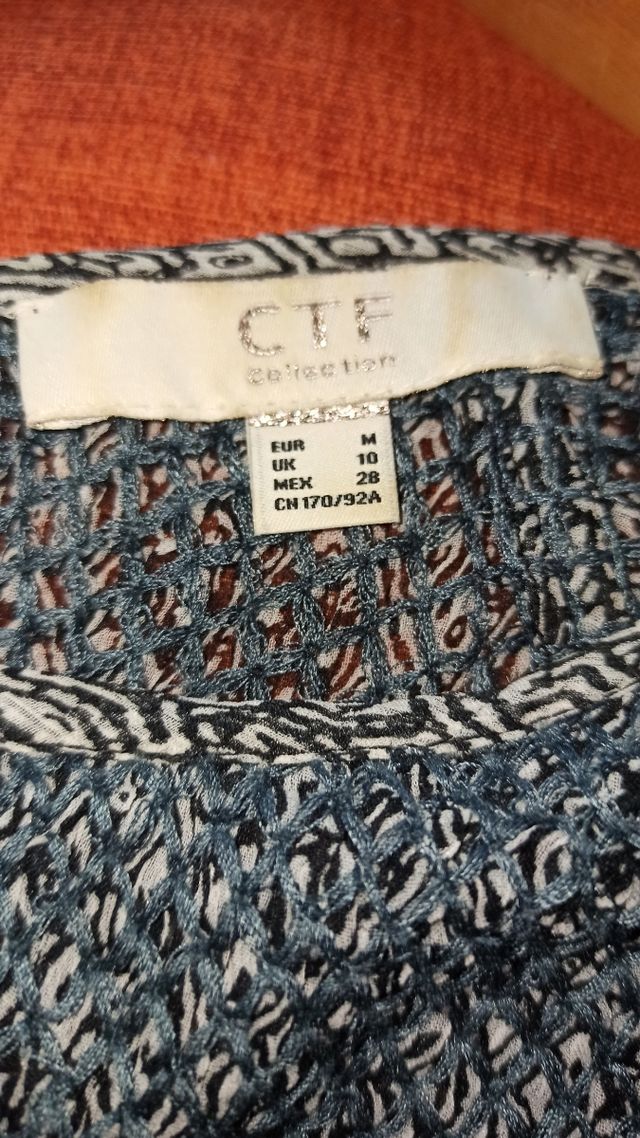 CTF
Collection
EUR M
UK 10
MEX 28
CN 170/92A